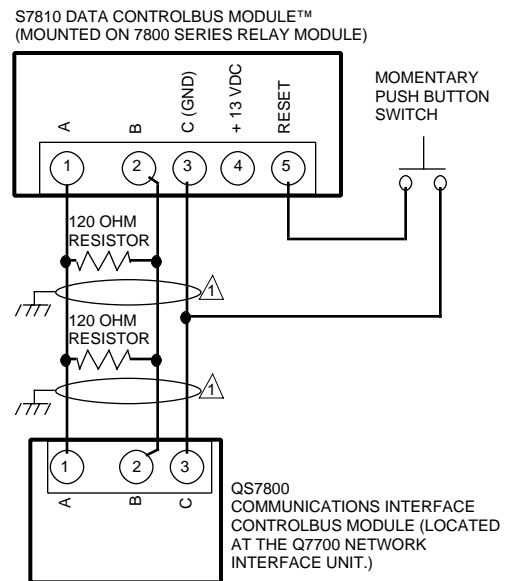 S7810 DATA CONTROLBUS MODULE™
(MOUNTED ON 7800 SERIES RELAY MODULE)
MOMENTARY
PUSH BUTTON
SWITCH
A
B
C (GND)
+ 13 VDC
RESET
1
2
3
4
5
120 OHM
RESISTOR
1
120 OHM
RESISTOR
1
1
2
3
A
B
C
QS7800
COMMUNICATIONS INTERFACE
CONTROLBUS MODULE (LOCATED
AT THE Q7700 NETWORK
INTERFACE UNIT.)